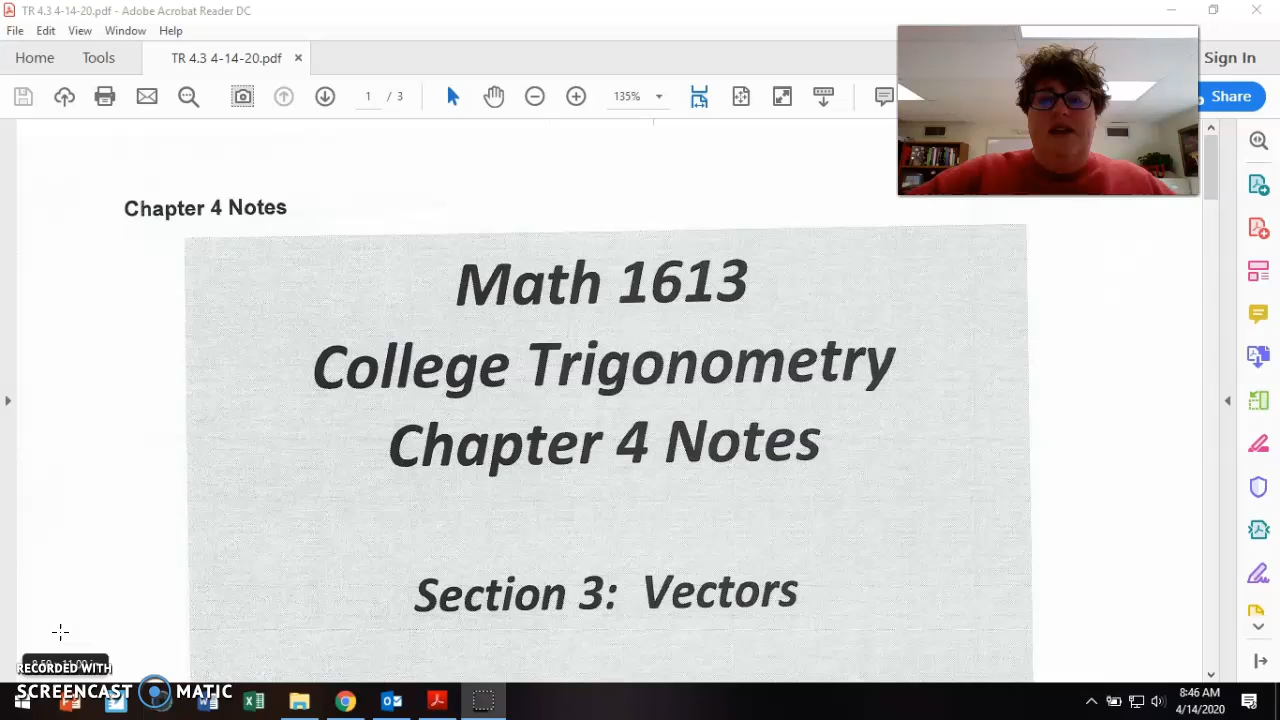 TR 4.3 4-14-20.pdf - Adobe Acrobat Reader DC
File Edit View Window Help
Home Tools TR 4.3 4-14-20.pdf × Sign In
1 / 3 135% Share
Chapter 4 Notes
Math 1613
College Trigonometry
Chapter 4 Notes
Section 3: Vectors
RECORDED WITH
SCREENCAST MATIC
8:46 AM
4/14/2020